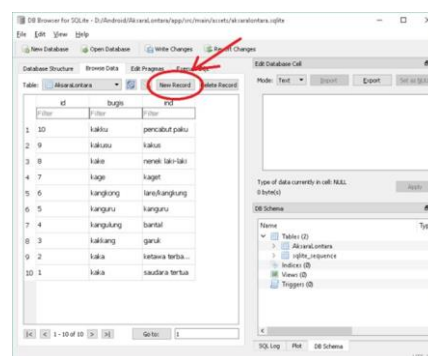 DB Browser for SQLite - D:/Android/AksaraLontara/app/src/main/assets/aksaralontara.sqlite
File Edit View Help
New Database Open Database Write Changes Changes
Database Structure Browse Data Edit Pragmas
Table: AksaraLontara New Record Delete Record
id bugis ind
Filter Filter Filter
1 10 kakku pencabut paku
2 9 kakusu kakus
3 8 kake nenek laki-laki
4 7 kage kaget
5 6 kangkong lare/kangkung
6 5 kanguru kanguru
7 4 kangulung bantal
8 3 kakkang garuk
9 2 kaka ketawa terba...
10 1 kaka saudara tertua
1 - 10 of 10 Go to: 1
Edit Database Cell
Mode: Text Import Export Set as NULL
Type of data currently in cell: NULL
0 byte(s)
Apply
DB Schema
Name Typ
Tables (2)
AksaraLontara
sqlite_sequence
Indices (0)
Views (0)
Triggers (0)
SQL Log Plot DB Schema